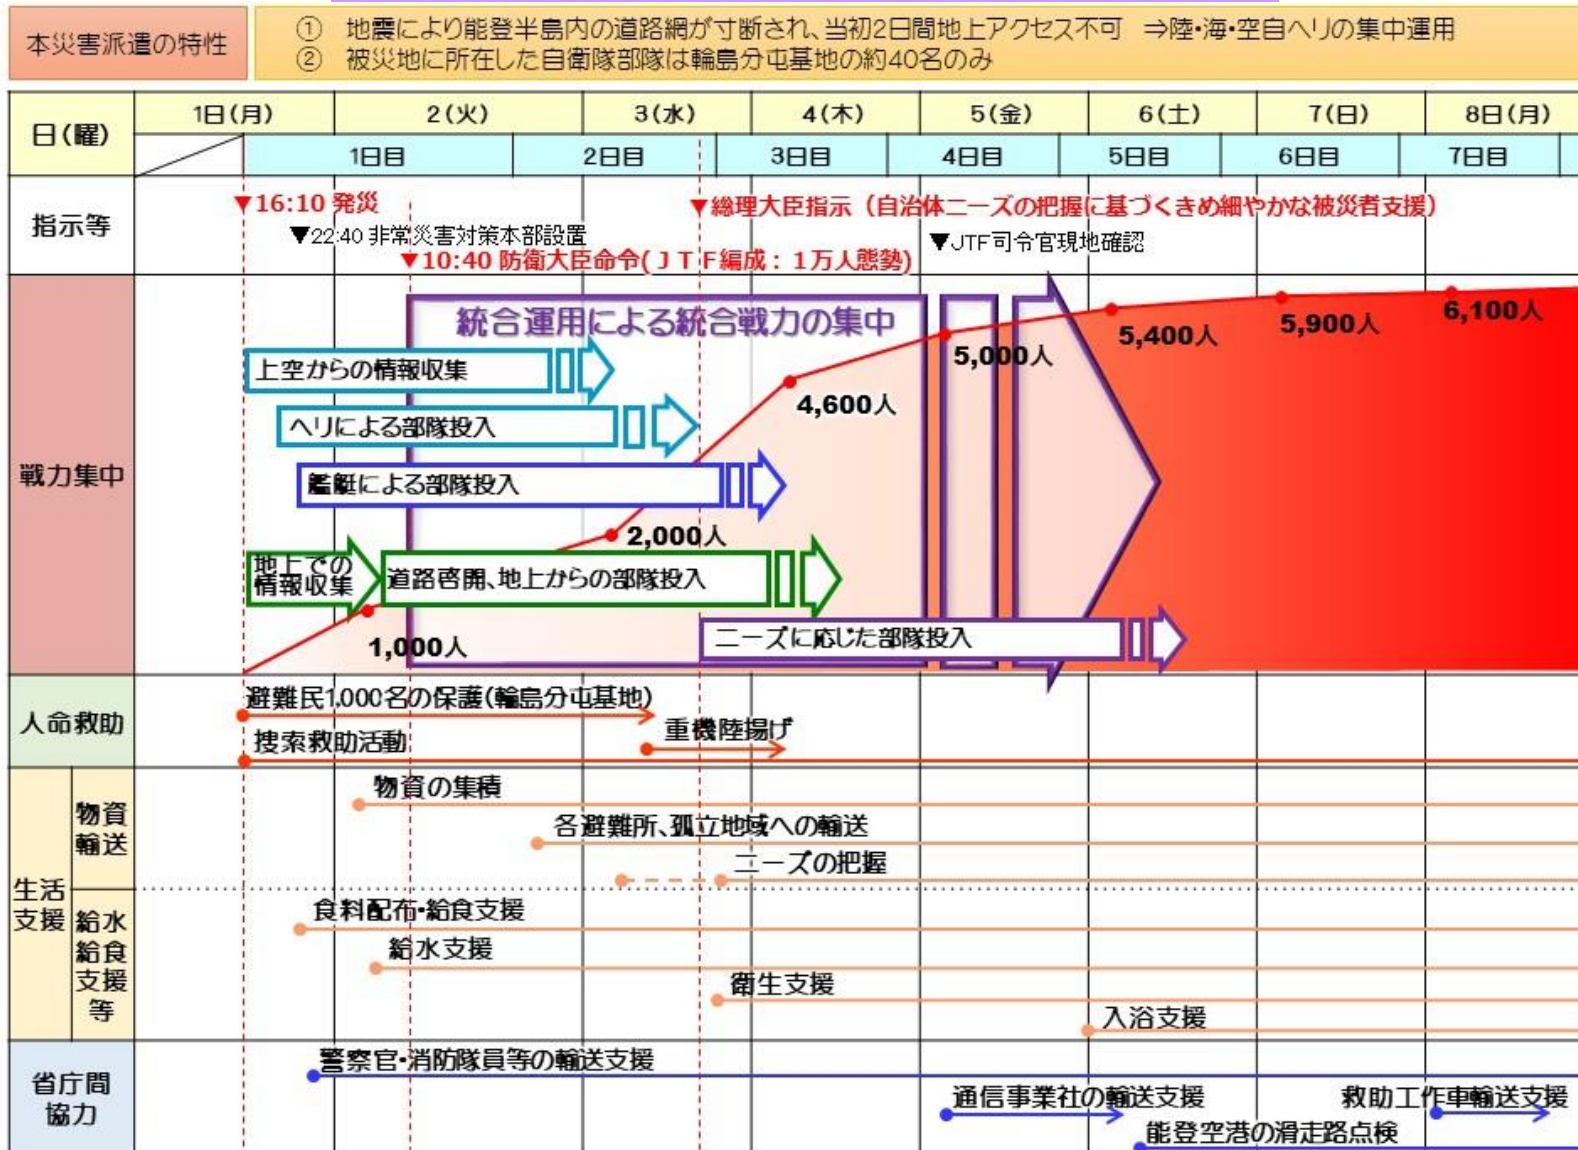 本災害派遣の特性
① 地震により能登半島内の道路網が寸断され、当初2日間地上アクセス不可 ⇒陸・海・空自ヘリの集中運用
② 被災地に所在した自衛隊部隊は輪島分屯基地の約40名のみ
日(曜)
1日(月) 2(火) 3(水) 4(木) 5(金) 6(土) 7(日) 8日(月)
1日目 2日目 3日目 4日目 5日目 6日目 7日目
指示等
▼16:10 発災
▼総理大臣指示（自治体ニーズの把握に基づくきめ細やかな被災者支援）
▼22:40 非常災害対策本部設置
▼JTF司令官現地確認
▼10:40 防衛大臣命令(ＪＴＦ編成：１万人態勢)
戦力集中
統合運用による統合戦力の集中
上空からの情報収集
ヘリによる部隊投入
艦艇による部隊投入
地上での
情報収集
道路啓開、地上からの部隊投入
ニーズに応じた部隊投入
1,000人
2,000人
4,600人
5,000人
5,400人
5,900人
6,100人
人命救助
避難民1,000名の保護(輪島分屯基地)
重機陸揚げ
捜索救助活動
生活
支援
物資
輸送
物資の集積
各避難所、孤立地域への輸送
ニーズの把握
給水
給食
支援
等
食料配布・給食支援
給水支援
衛生支援
入浴支援
省庁間
協力
警察官・消防隊員等の輸送支援
通信事業社の輸送支援
救助工作車輸送支援
能登空港の滑走路点検